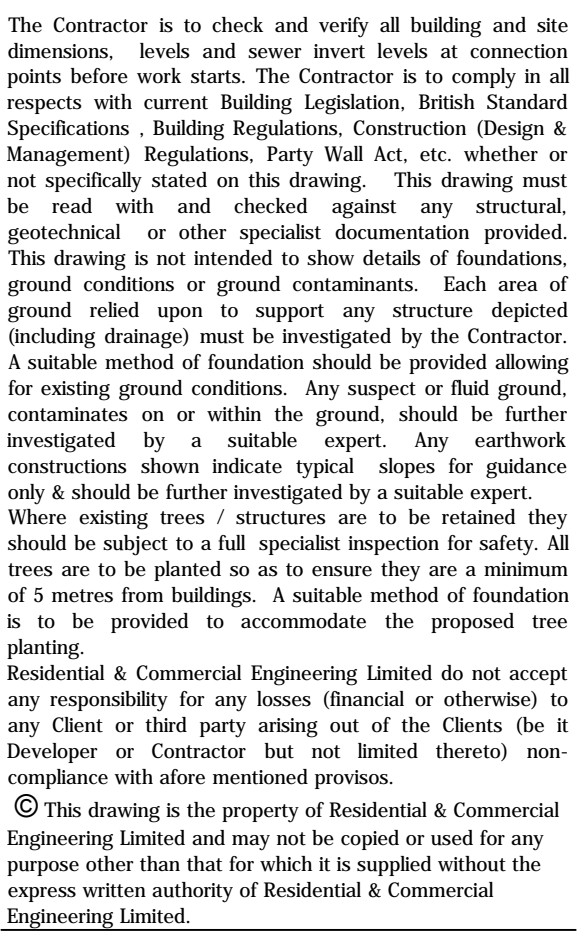 The Contractor is to check and verify all building and site
dimensions, levels and sewer invert levels at connection
points before work starts. The Contractor is to comply in all
respects with current Building Legislation, British Standard
Specifications , Building Regulations, Construction (Design &
Management) Regulations, Party Wall Act, etc. whether or
not specifically stated on this drawing. This drawing must
be read with and checked against any structural,
geotechnical or other specialist documentation provided.
This drawing is not intended to show details of foundations,
ground conditions or ground contaminants. Each area of
ground relied upon to support any structure depicted
(including drainage) must be investigated by the Contractor.
A suitable method of foundation should be provided allowing
for existing ground conditions. Any suspect or fluid ground,
contaminates on or within the ground, should be further
investigated by a suitable expert. Any earthwork
constructions shown indicate typical slopes for guidance
only & should be further investigated by a suitable expert.
Where existing trees / structures are to be retained they
should be subject to a full specialist inspection for safety. All
trees are to be planted so as to ensure they are a minimum
of 5 metres from buildings. A suitable method of foundation
is to be provided to accommodate the proposed tree
planting.
Residential & Commercial Engineering Limited do not accept
any responsibility for any losses (financial or otherwise) to
any Client or third party arising out of the Clients (be it
Developer or Contractor but not limited thereto) non-
compliance with afore mentioned provisos.
© This drawing is the property of Residential & Commercial
Engineering Limited and may not be copied or used for any
purpose other than that for which it is supplied without the
express written authority of Residential & Commercial
Engineering Limited.